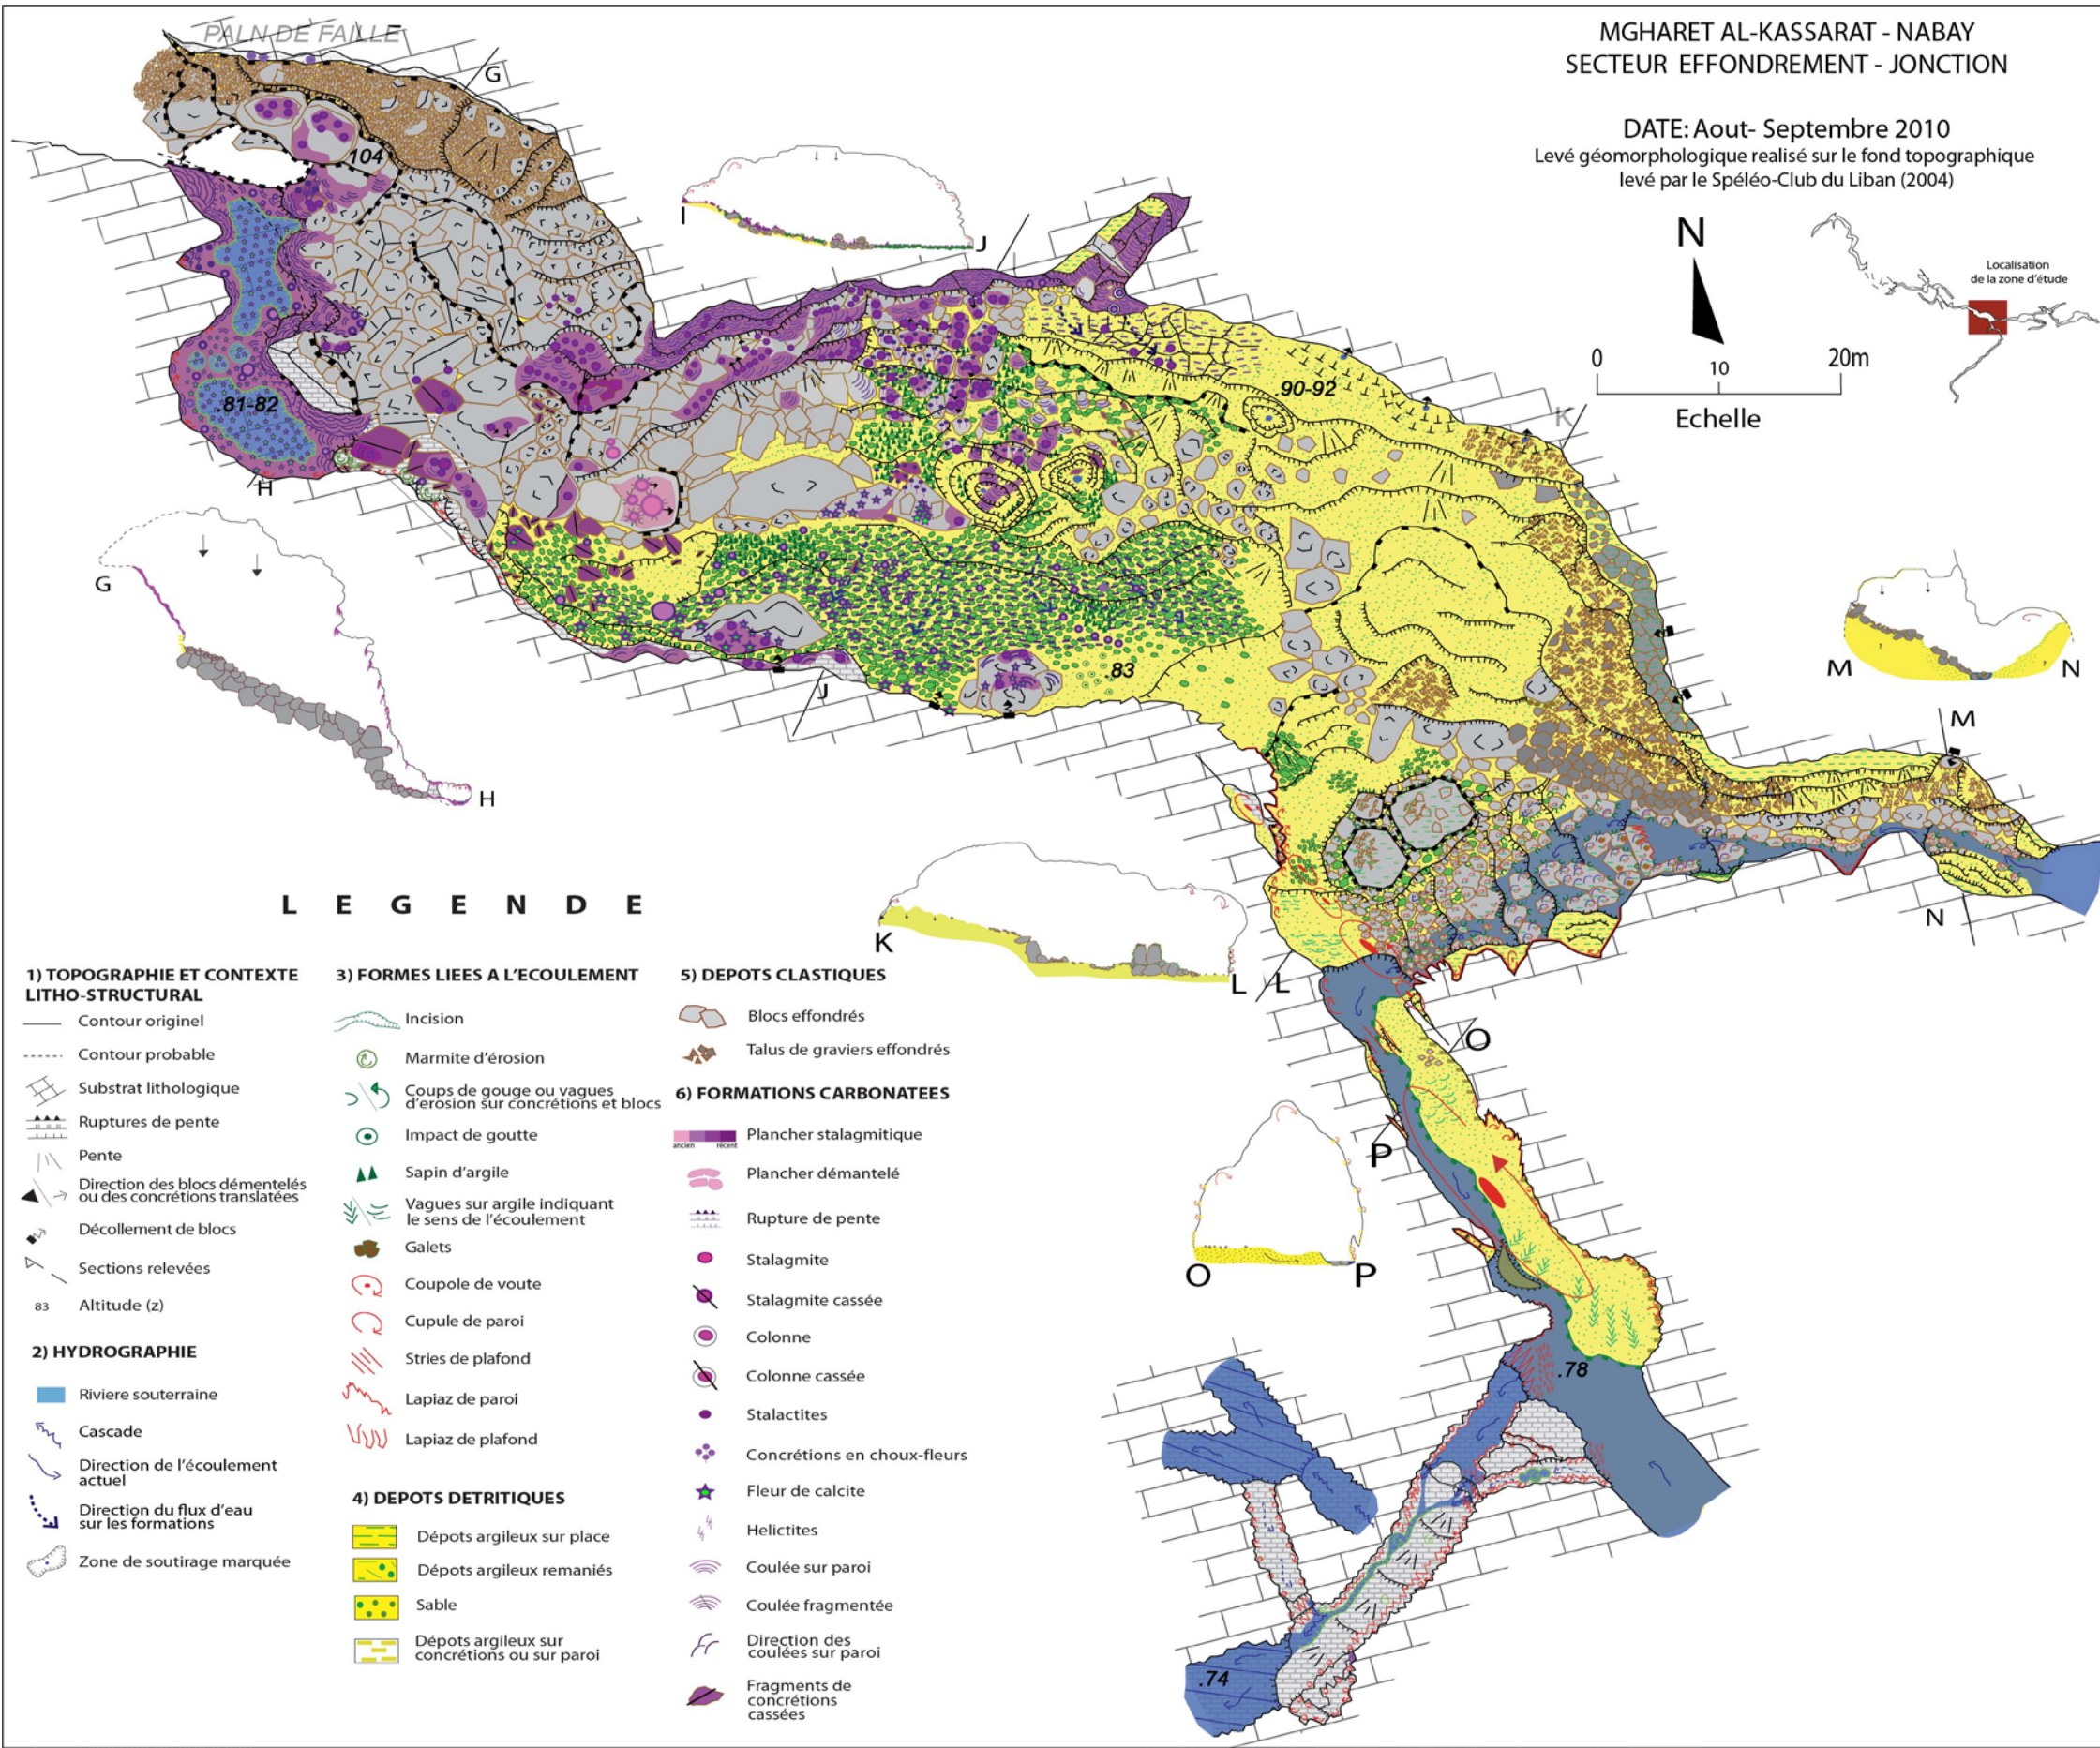 PALN DE FAILLE
MGHARET AL-KASSARAT - NABAY
SECTEUR EFFONDREMENT - JONCTION
DATE: Aout- Septembre 2010
Levé géomorphologique realisé sur le fond topographique
levé par le Spéléo-Club du Liban (2004)
N
Localisation
de la zone d'étude
0
10
20m
Echelle
G
104
I
J
.81-82
H
.90-92
K
G
H
J
.83
M
N
M
N
K
L
L
O
P
O
P
.78
.74
L E G E N D E
1) TOPOGRAPHIE ET CONTEXTE
LITHO-STRUCTURAL
Contour originel
Contour probable
Substrat lithologique
Ruptures de pente
Pente
Direction des blocs démentelés
ou des concrétions translatées
Décollement de blocs
Sections relevées
83
Altitude (z)
2) HYDROGRAPHIE
Riviere souterraine
Cascade
Direction de l'écoulement
actuel
Direction du flux d'eau
sur les formations
Zone de soutirage marquée
3) FORMES LIEES A L'ECOULEMENT
Incision
Marmite d'érosion
Coups de gouge ou vagues
d'erosion sur concrétions et blocs
Impact de goutte
Sapin d'argile
Vagues sur argile indiquant
le sens de l'écoulement
Galets
Coupole de voute
Cupule de paroi
Stries de plafond
Lapiaz de paroi
Lapiaz de plafond
4) DEPOTS DETRITIQUES
Dépots argileux sur place
Dépots argileux remaniés
Sable
Dépots argileux sur
concrétions ou sur paroi
5) DEPOTS CLASTIQUES
Blocs effondrés
Talus de graviers effondrés
6) FORMATIONS CARBONATEES
ancien
récent
Plancher stalagmitique
Plancher démantelé
Rupture de pente
Stalagmite
Stalagmite cassée
Colonne
Colonne cassée
Stalactites
Concrétions en choux-fleurs
Fleur de calcite
Helictites
Coulée sur paroi
Coulée fragmentée
Direction des
coulées sur paroi
Fragments de
concrétions
cassées